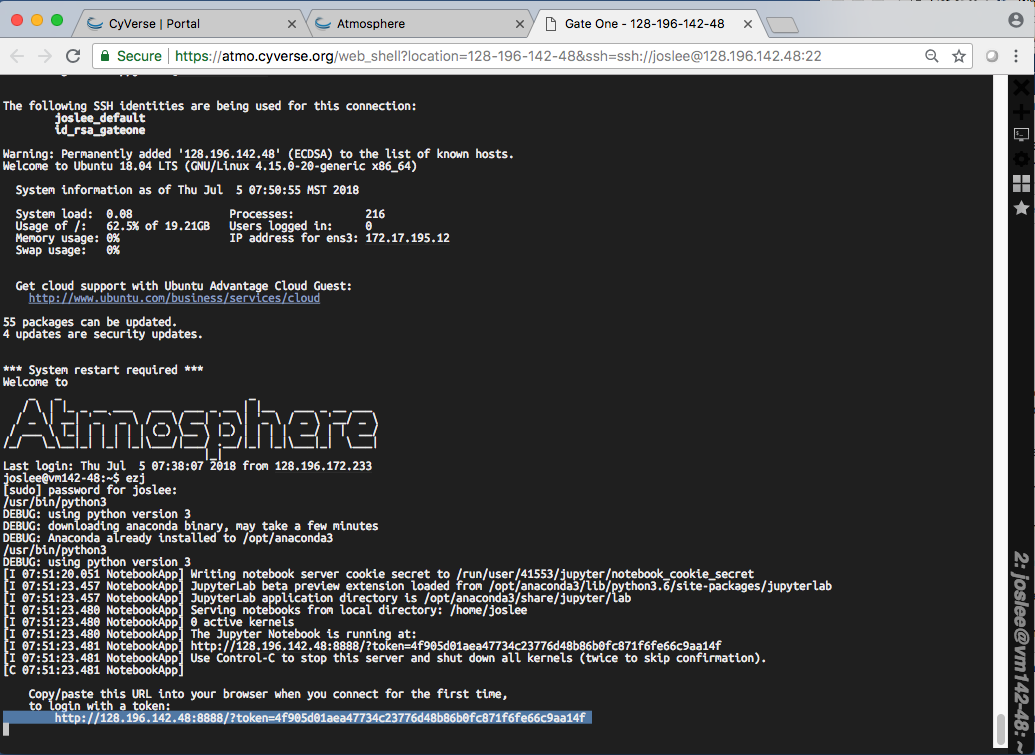 CyVerse | Portal
Atmosphere
Gate One - 128-196-142-48
Secure | https://atmo.cyverse.org/web_shell?location=128-196-142-48&ssh=ssh://joslee@128.196.142.48:22
The following SSH identities are being used for this connection:
joslee_default
id_rsa_gateone
Warning: Permanently added '128.196.142.48' (ECDSA) to the list of known hosts.
Welcome to Ubuntu 18.04 LTS (GNU/Linux 4.15.0-20-generic x86_64)
System information as of Thu Jul  5 07:50:55 MST 2018
System load:  0.08 Processes: 216
Usage of /:   62.5% of 19.21GB Users logged in: 0
Memory usage: 0% IP address for ens3: 172.17.195.12
Swap usage:   0%
Get cloud support with Ubuntu Advantage Cloud Guest:
http://www.ubuntu.com/business/services/cloud
55 packages can be updated.
4 updates are security updates.
*** System restart required ***
Welcome to
Atmosphere
Last login: Thu Jul  5 07:38:07 2018 from 128.196.172.233
joslee@vm142-48:~$ ezj
[sudo] password for joslee:
/usr/bin/python3
DEBUG: using python version 3
DEBUG: downloading anaconda binary, may take a few minutes
DEBUG: Anaconda already installed to /opt/anaconda3
/usr/bin/python3
DEBUG: using python version 3
[I 07:51:20.051 NotebookApp] Writing notebook server cookie secret to /run/user/41553/jupyter/notebook_cookie_secret
[I 07:51:23.457 NotebookApp] JupyterLab beta preview extension loaded from /opt/anaconda3/lib/python3.6/site-packages/jupyterlab
[I 07:51:23.457 NotebookApp] JupyterLab application directory is /opt/anaconda3/share/jupyter/lab
[I 07:51:23.480 NotebookApp] Serving notebooks from local directory: /home/joslee
[I 07:51:23.480 NotebookApp] 0 active kernels
[I 07:51:23.480 NotebookApp] The Jupyter Notebook is running at:
[I 07:51:23.481 NotebookApp] http://128.196.142.48:8888/?token=4f905d01aea47734c23776d48b86b0fc871f6fe66c9aa14f
[I 07:51:23.481 NotebookApp] Use Control-C to stop this server and shut down all kernels (twice to skip confirmation).
[C 07:51:23.481 NotebookApp]
Copy/paste this URL into your browser when you connect for the first time,
to login with a token:
http://128.196.142.48:8888/?token=4f905d01aea47734c23776d48b86b0fc871f6fe66c9aa14f
2: joslee@vm142-48: ~